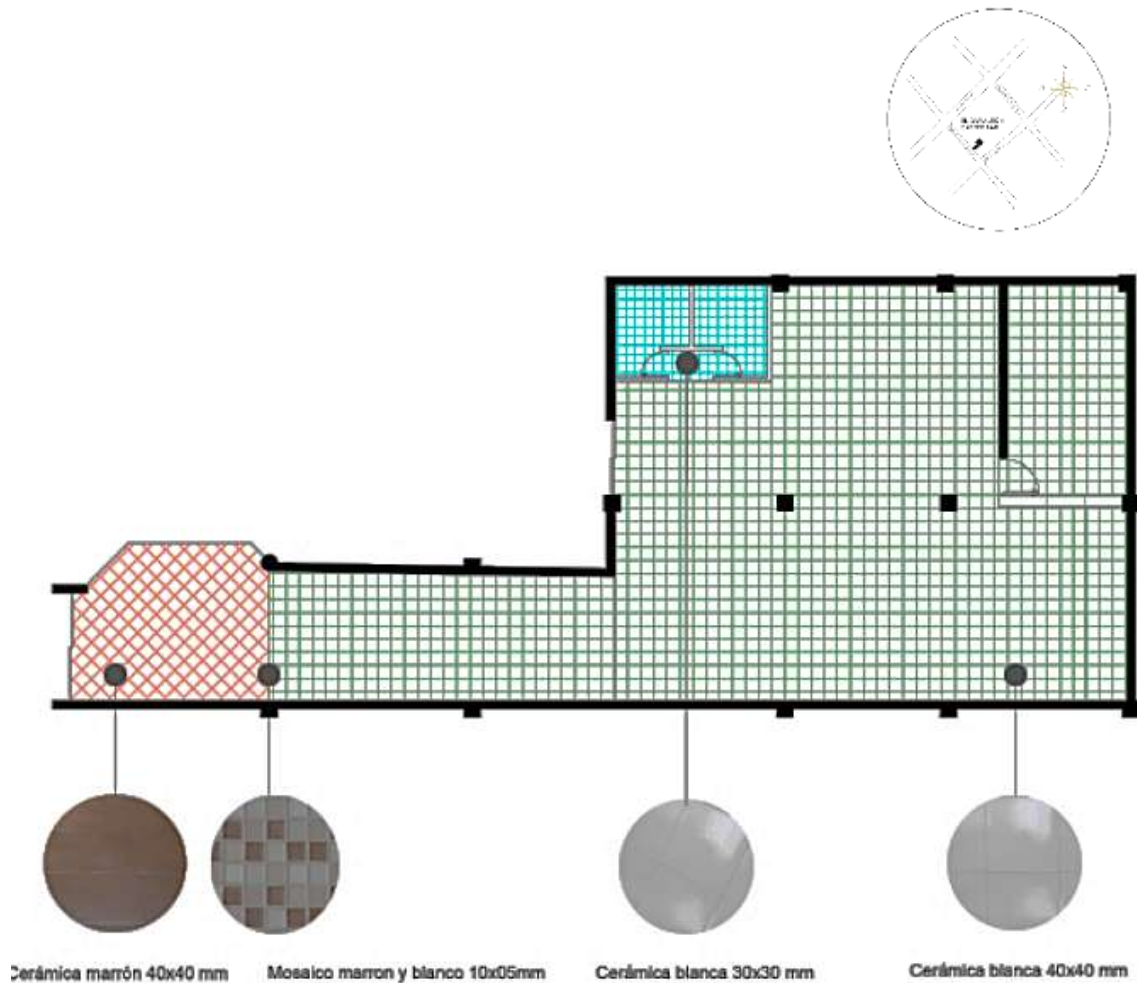 Cerámica marrón 40x40 mm
Mosaico marron y blanco 10x05mm
Cerámica blanca 30x30 mm
Cerámica blanca 40x40 mm